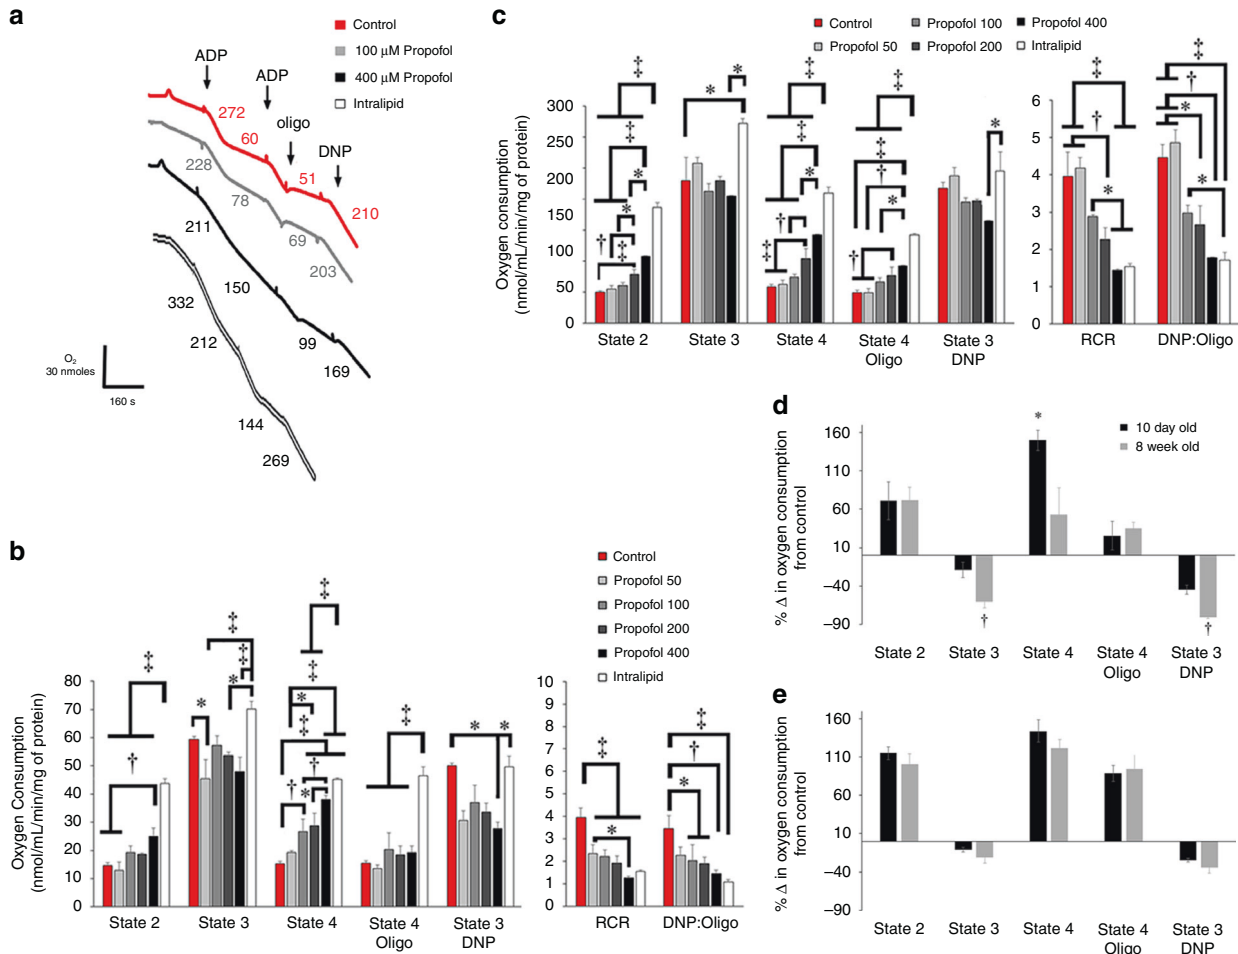 a
Control
100 µM Propofol
400 µM Propofol
Intralipid
ADP
ADP
oligo
DNP
272
60
51
210
228
78
69
203
211
150
99
169
332
212
144
269
O2
30 nmoles
160 s
b
Control
Propofol 50
Propofol 100
Propofol 200
Propofol 400
Intralipid
Oxygen Consumption
(nmol/mL/min/mg of protein)
80
70
60
50
40
30
20
10
0
‡
†
*
‡
‡
*
‡
‡
*
‡
†
†
*
‡
*
*
State 2
State 3
State 4
State 4
Oligo
State 3
DNP
10
9
8
7
6
5
4
3
2
1
0
‡
*
‡
†
*
RCR
DNP:Oligo
c
Control
Propofol 50
Propofol 100
Propofol 200
Propofol 400
Intralipid
Oxygen consumption
(nmol/mL/min/mg of protein)
300
250
200
150
100
50
0
‡
‡
*
*
†
‡
*
*
‡
‡
*
†
‡
‡
‡
†
*
†
*
State 2
State 3
State 4
State 4
Oligo
State 3
DNP
6
5
4
3
2
1
0
‡
†
*
‡
†
*
*
RCR
DNP:Oligo
d
10 day old
8 week old
% Δ in oxygen consumption
from control
160
110
60
10
−40
−90
*
†
†
State 2
State 3
State 4
State 4
Oligo
State 3
DNP
e
% Δ in oxygen consumption
from control
160
110
60
10
−40
−90
State 2
State 3
State 4
State 4
Oligo
State 3
DNP